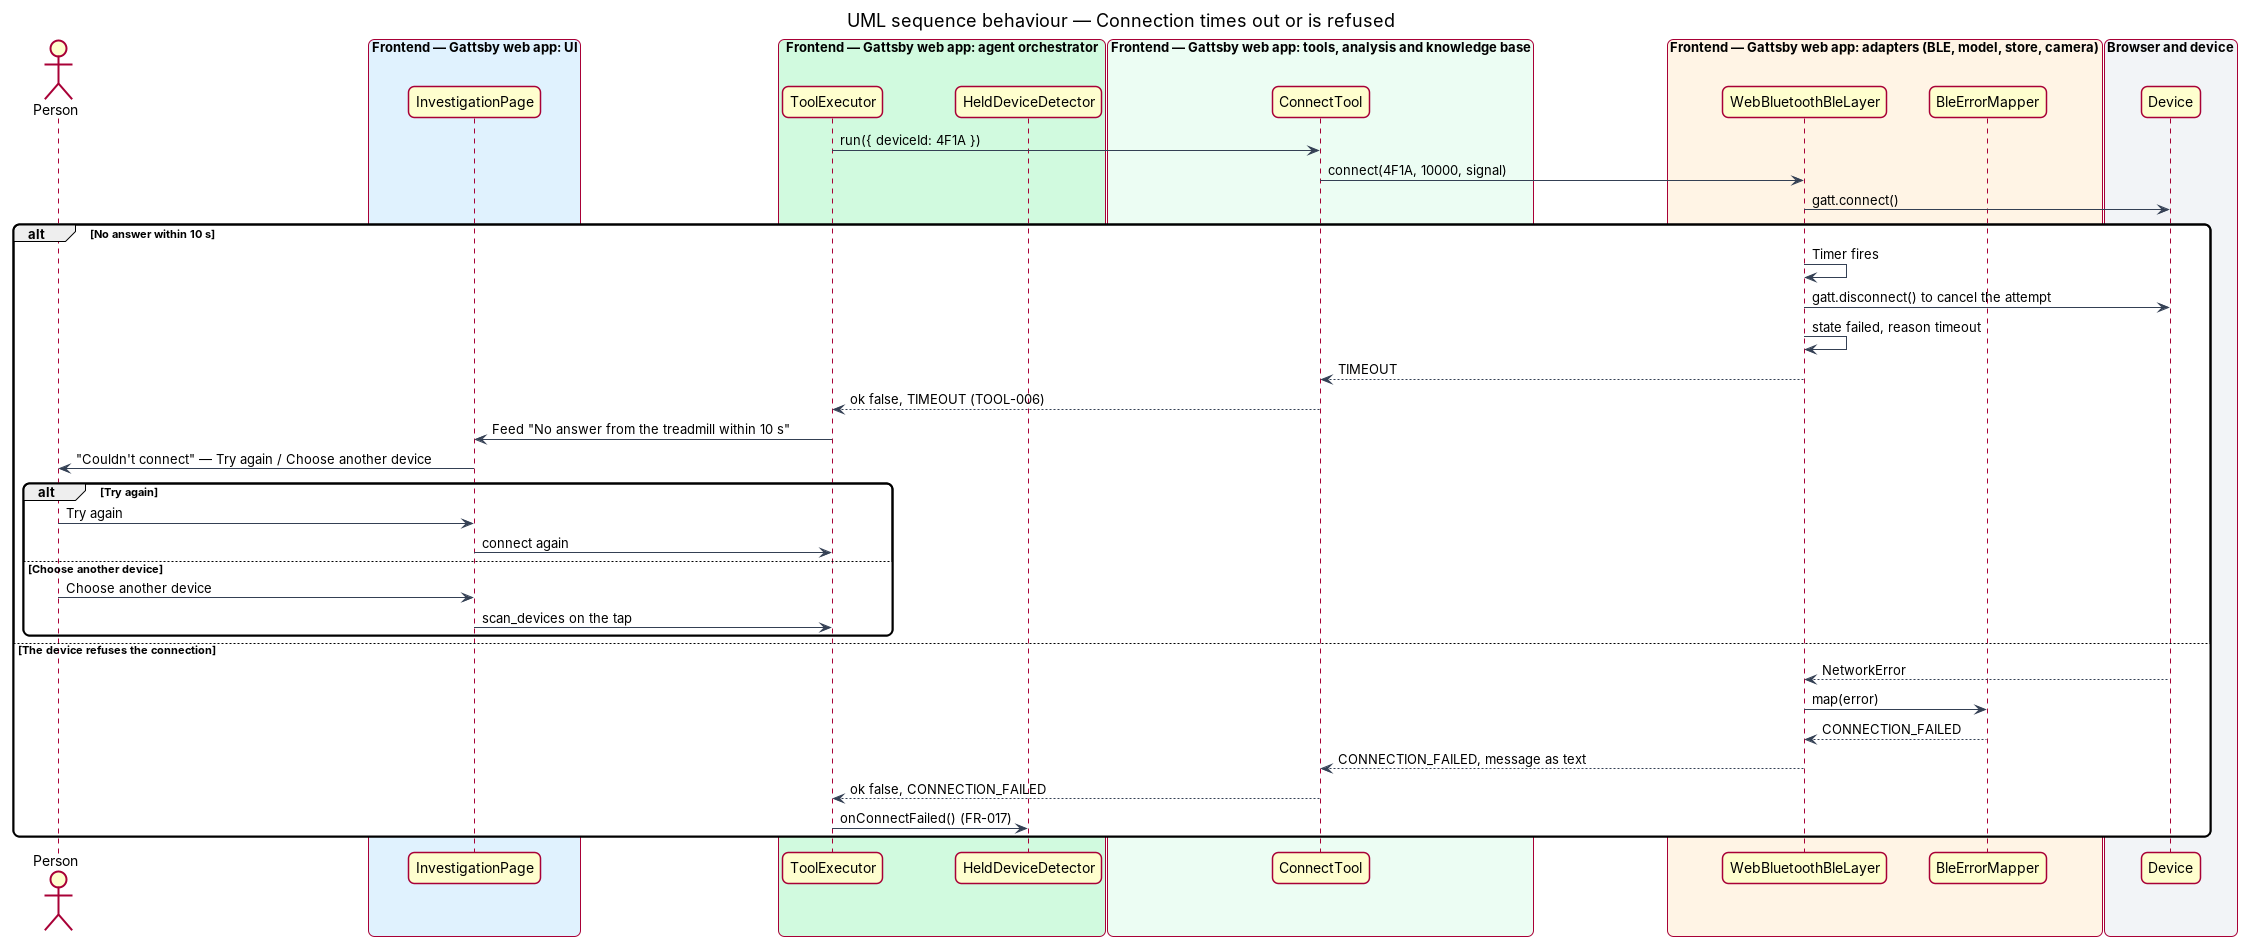 UML sequence behaviour — Connection times out or is refused
Frontend — Gattsby web app: UI
Frontend — Gattsby web app: agent orchestrator
Frontend — Gattsby web app: tools, analysis and knowledge base
Frontend — Gattsby web app: adapters (BLE, model, store, camera)
Browser and device
Person
InvestigationPage
ToolExecutor
HeldDeviceDetector
ConnectTool
WebBluetoothBleLayer
BleErrorMapper
Device
run({ deviceId: 4F1A })
connect(4F1A, 10000, signal)
gatt.connect()
alt
[No answer within 10 s]
Timer fires
gatt.disconnect() to cancel the attempt
state failed, reason timeout
TIMEOUT
ok false, TIMEOUT (TOOL-006)
Feed "No answer from the treadmill within 10 s"
"Couldn't connect" — Try again / Choose another device
alt
[Try again]
Try again
connect again
[Choose another device]
Choose another device
scan_devices on the tap
[The device refuses the connection]
NetworkError
map(error)
CONNECTION_FAILED
CONNECTION_FAILED, message as text
ok false, CONNECTION_FAILED
onConnectFailed() (FR-017)
Person
InvestigationPage
ToolExecutor
HeldDeviceDetector
ConnectTool
WebBluetoothBleLayer
BleErrorMapper
Device